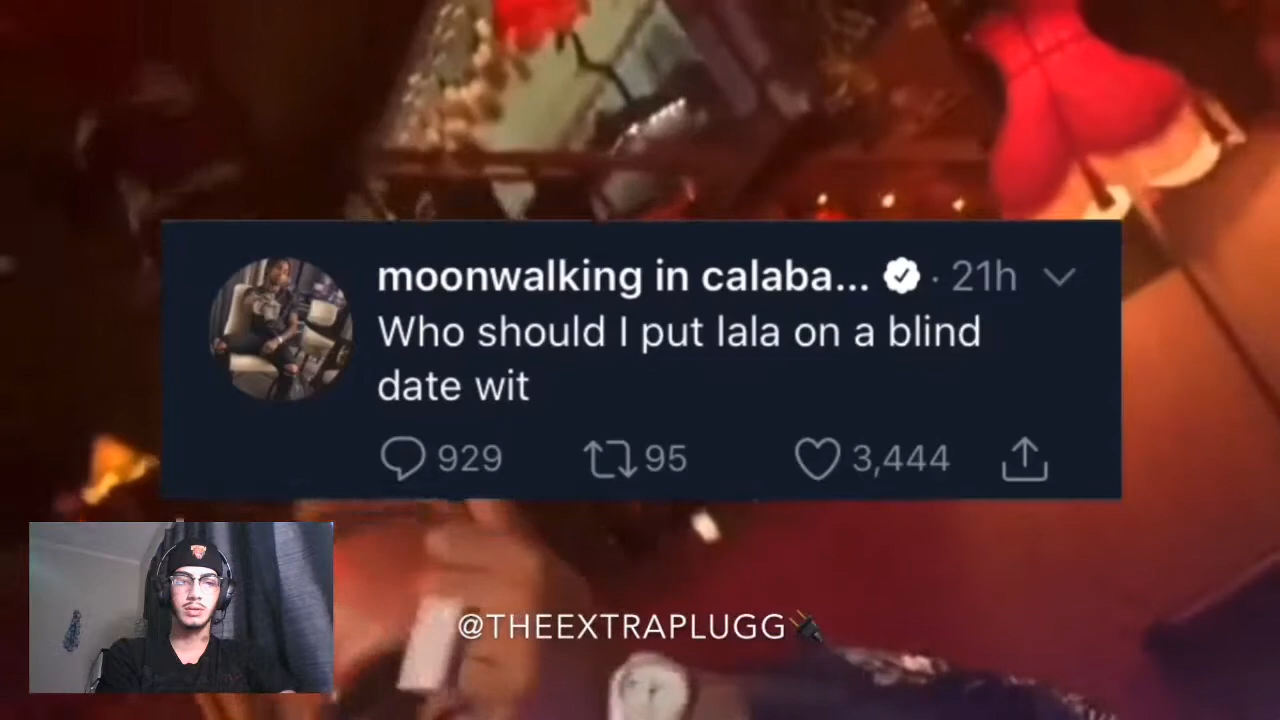 moonwalking in calaba... · 21h
Who should I put lala on a blind
date wit
929 95 3,444
@THEEXTRAPLUGG